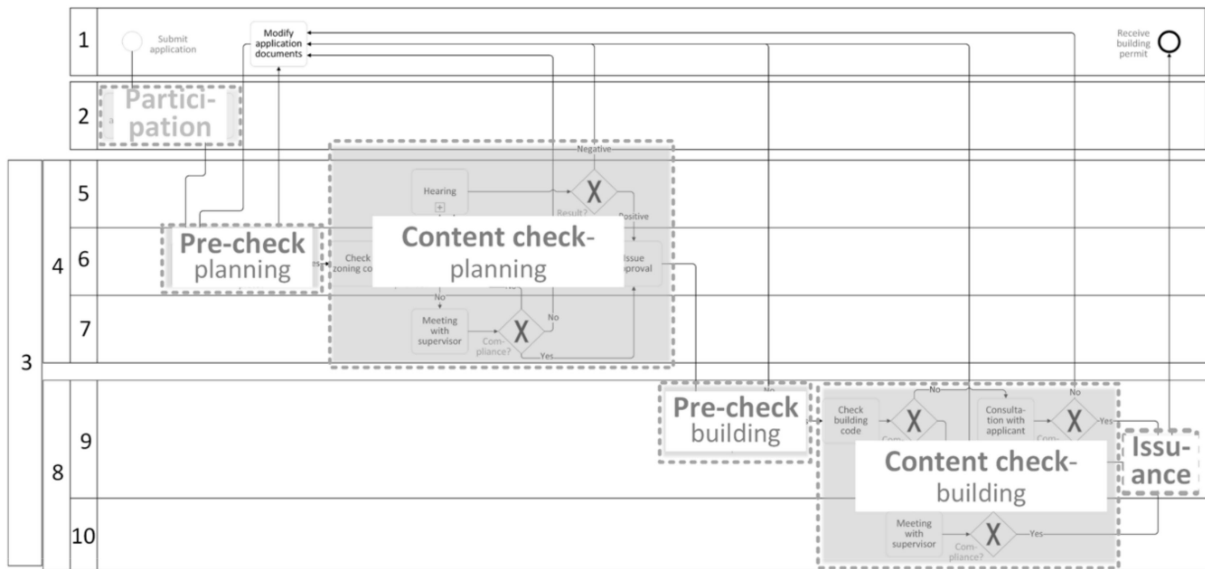 1
Submit
application
Modify
application
documents
Receive
building
permit
2
Partici-
pation
Negative
3
4
5
Hearing
X
Result?
Positive
6
Pre-check
planning
Check
Content check-
planning
Issue
7
No
Meeting with
supervisor
X
No
Com-
pliance?
Yes
8
9
Pre-check
building
Check
building
code
X
No
Consulta-
tion with
applicant
X
No
Yes
Content check-
building
Issu-
ance
10
Meeting with
supervisor
X
Yes
Com-
pliance?